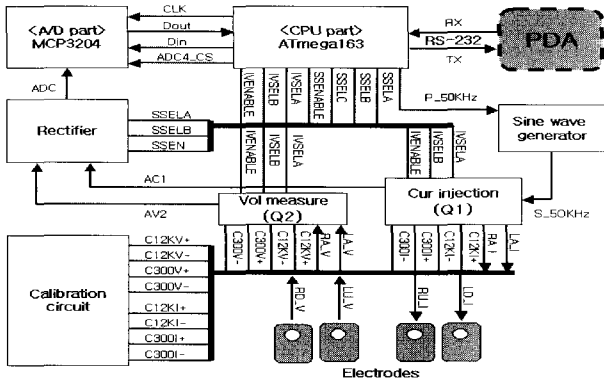 <A/D part>
MCP3204
CLK
Dout
Din
ADC4_CS
<CPU part>
ATmega163
RX
RS-232
TX
PDA
ADC
IVENABLE
IVSELB
IVSELA
SSENABLE
SSELC
SSELB
SSELA
P_50KHz
Rectifier
SSELA
SSELB
SSEN
Sine wave
generator
IVENABLE
IVSELB
IVSELA
IVENABLE
IVSELB
IVSELA
AC1
AV2
Vol measure
(Q2)
Cur injection
(Q1)
S_50KHz
C300V-
C300V+
C12KV-
C12KV+
RA_V
LA_V
C300I-
C300I+
C12KI-
C12KI+
RA_I
LA_I
Calibration
circuit
C12KV+
C12KV-
C300V+
C300V-
C12KI+
C12KI-
C300I+
C300I-
RD_V
LU_V
RU_I
LD_I
Electrodes